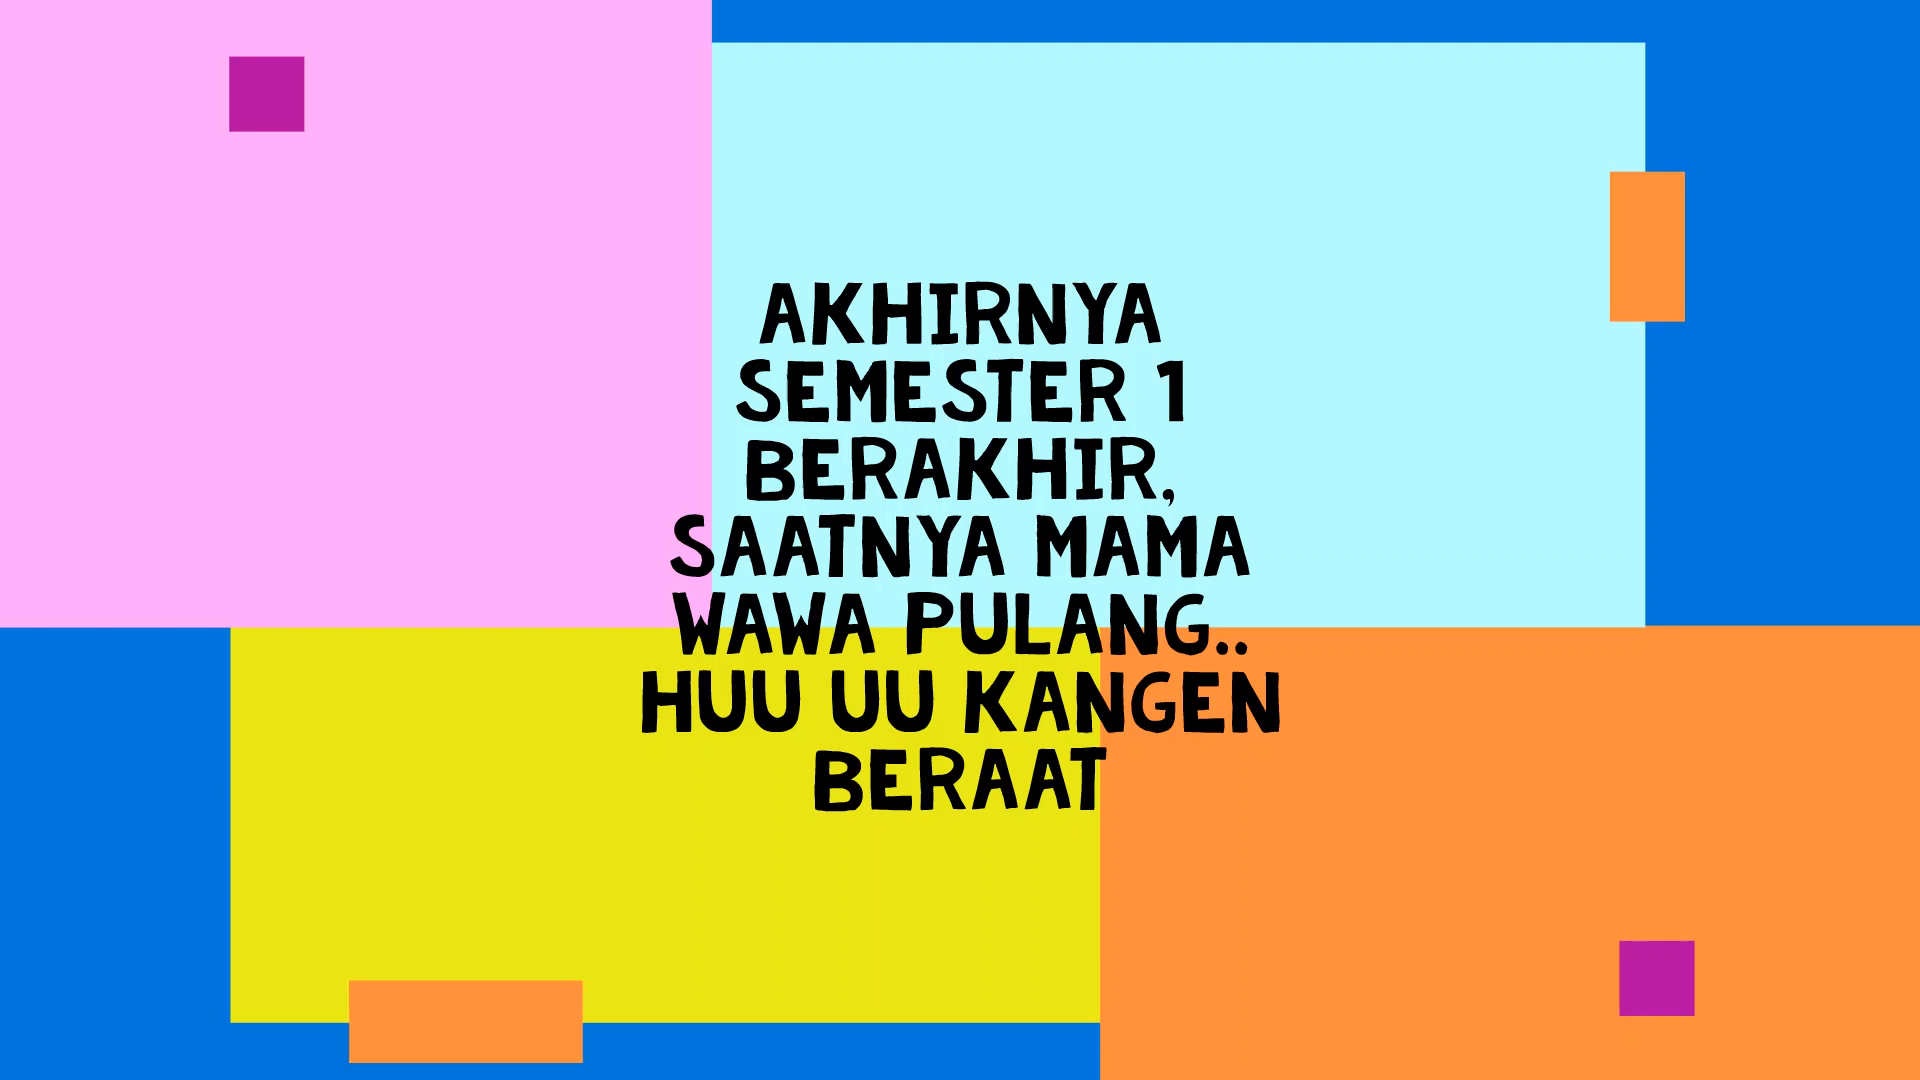 AKHIRNYA
SEMESTER 1
BERAKHIR,
SAATNYA MAMA
WAWA PULANG..
HUU UU KANGEN
BERAAT